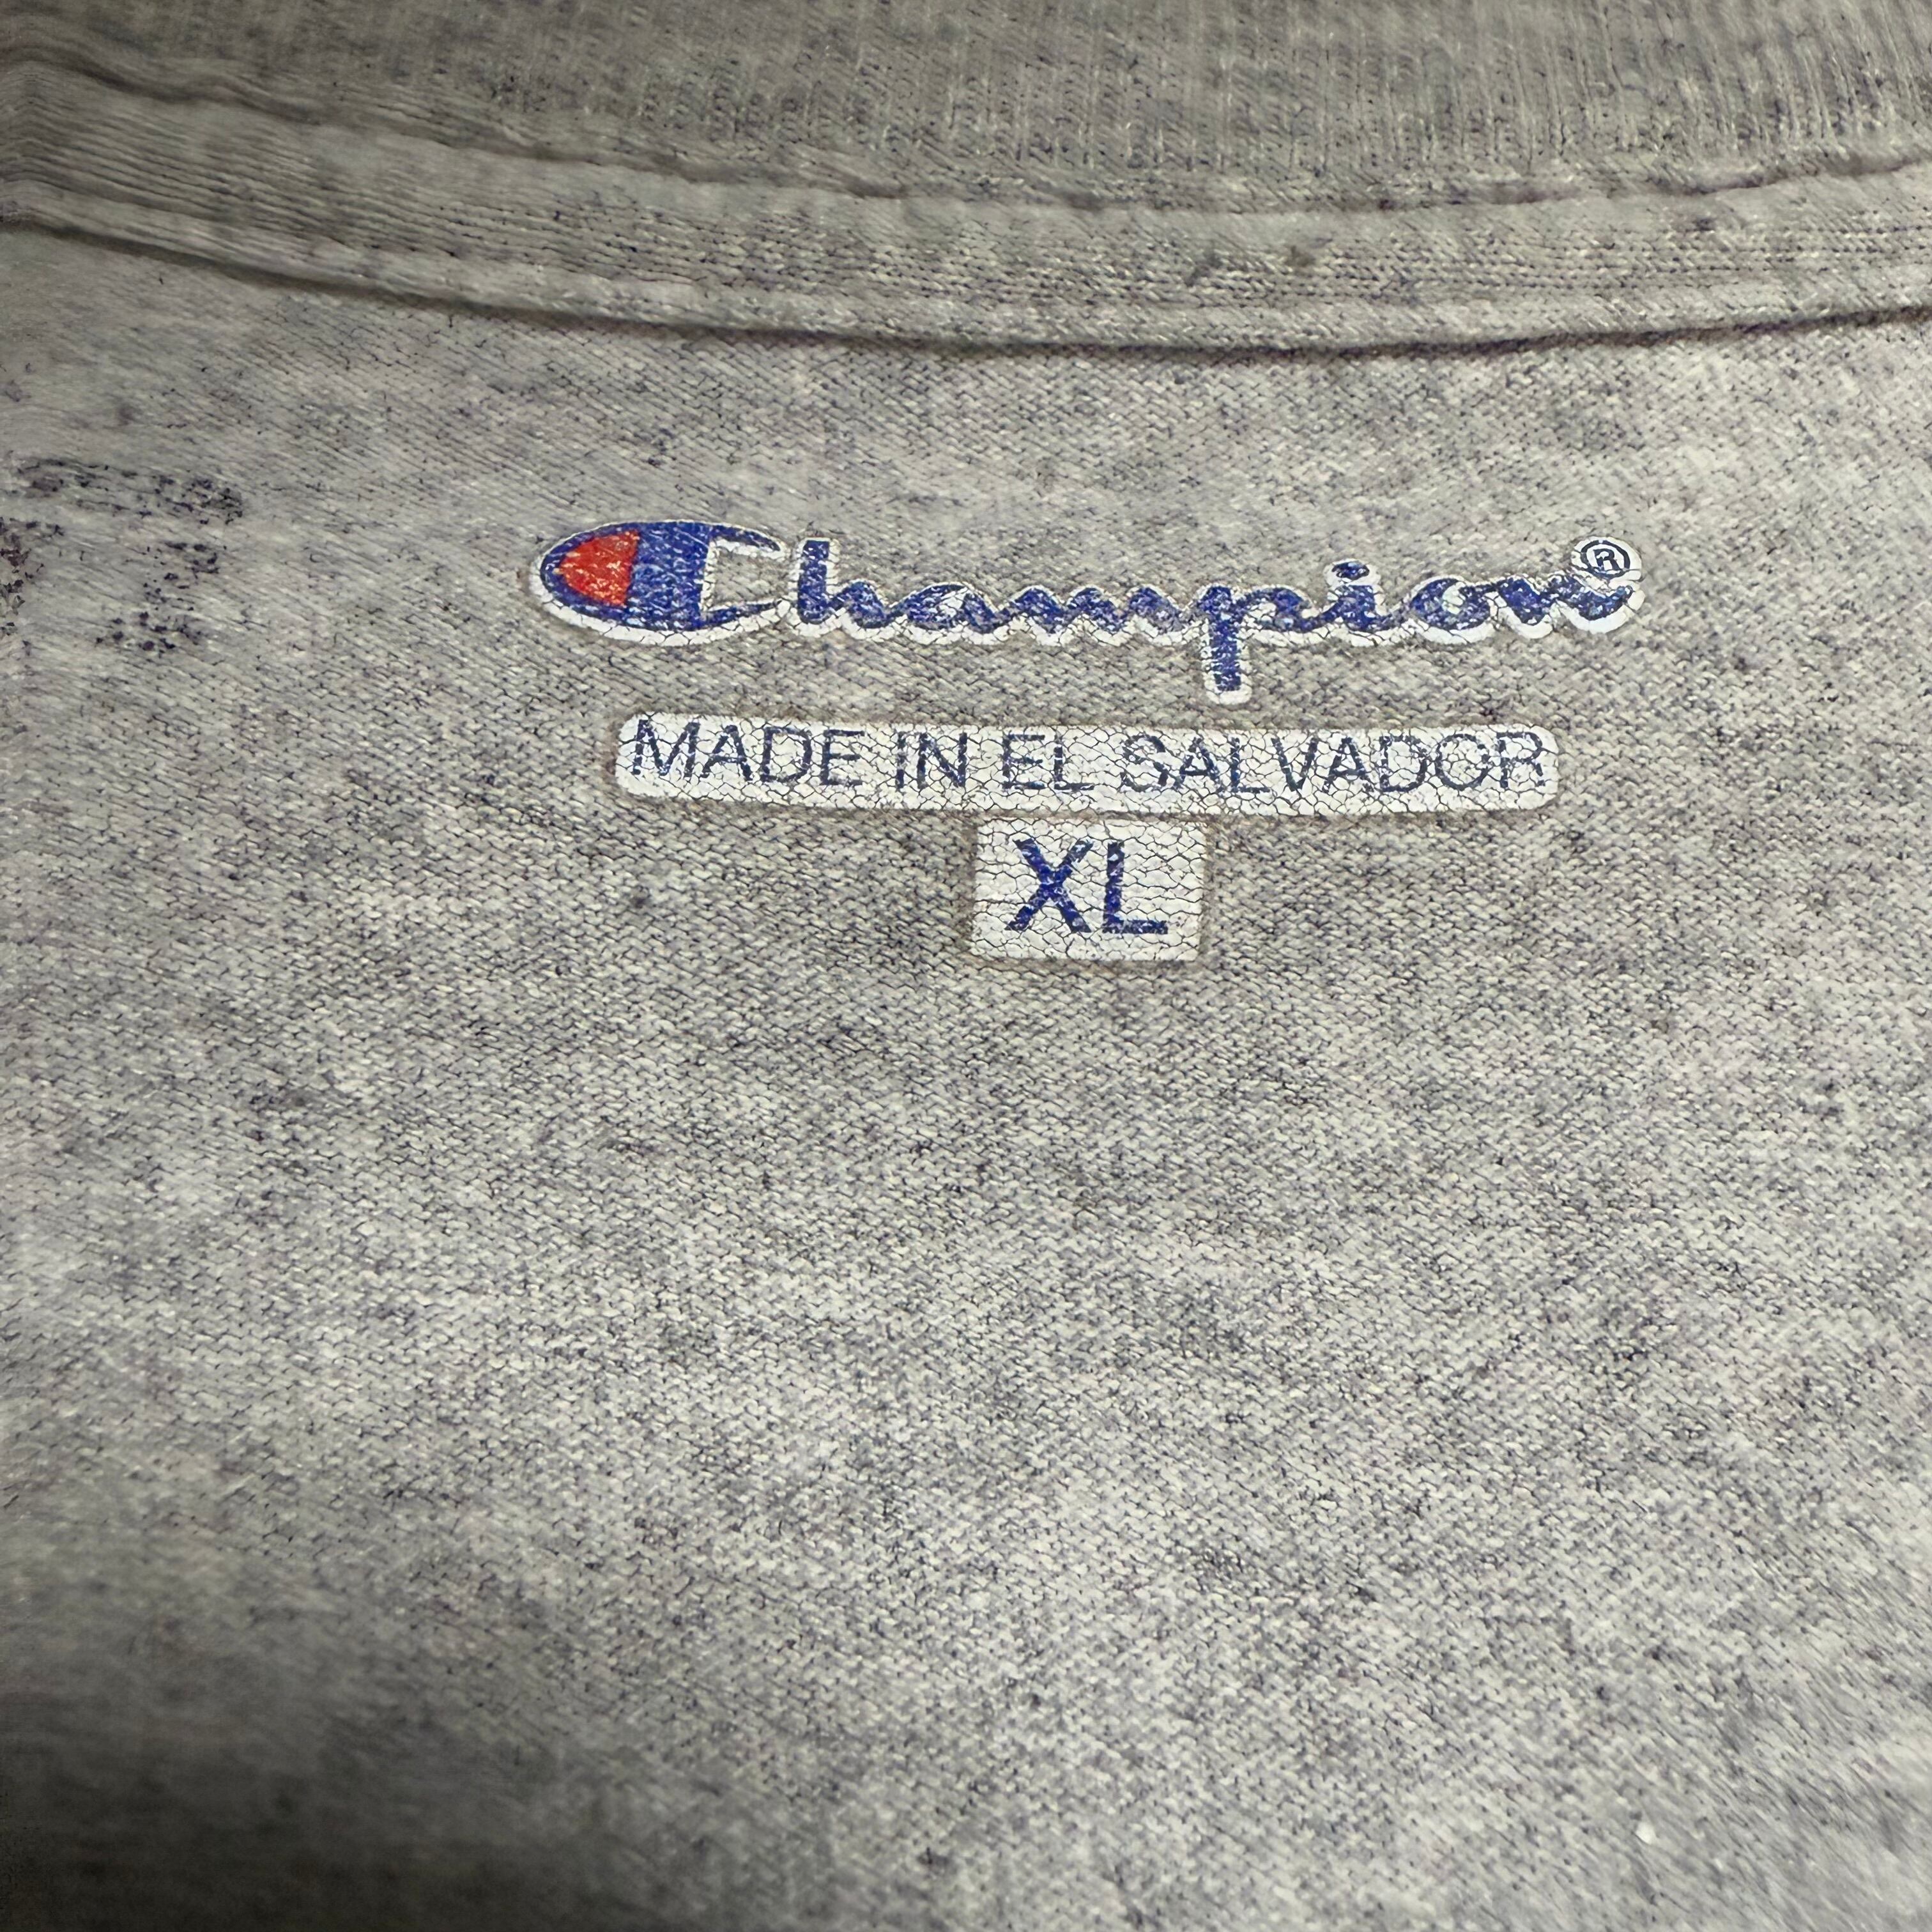 Champion®
MADE IN EL SALVADOR
XL